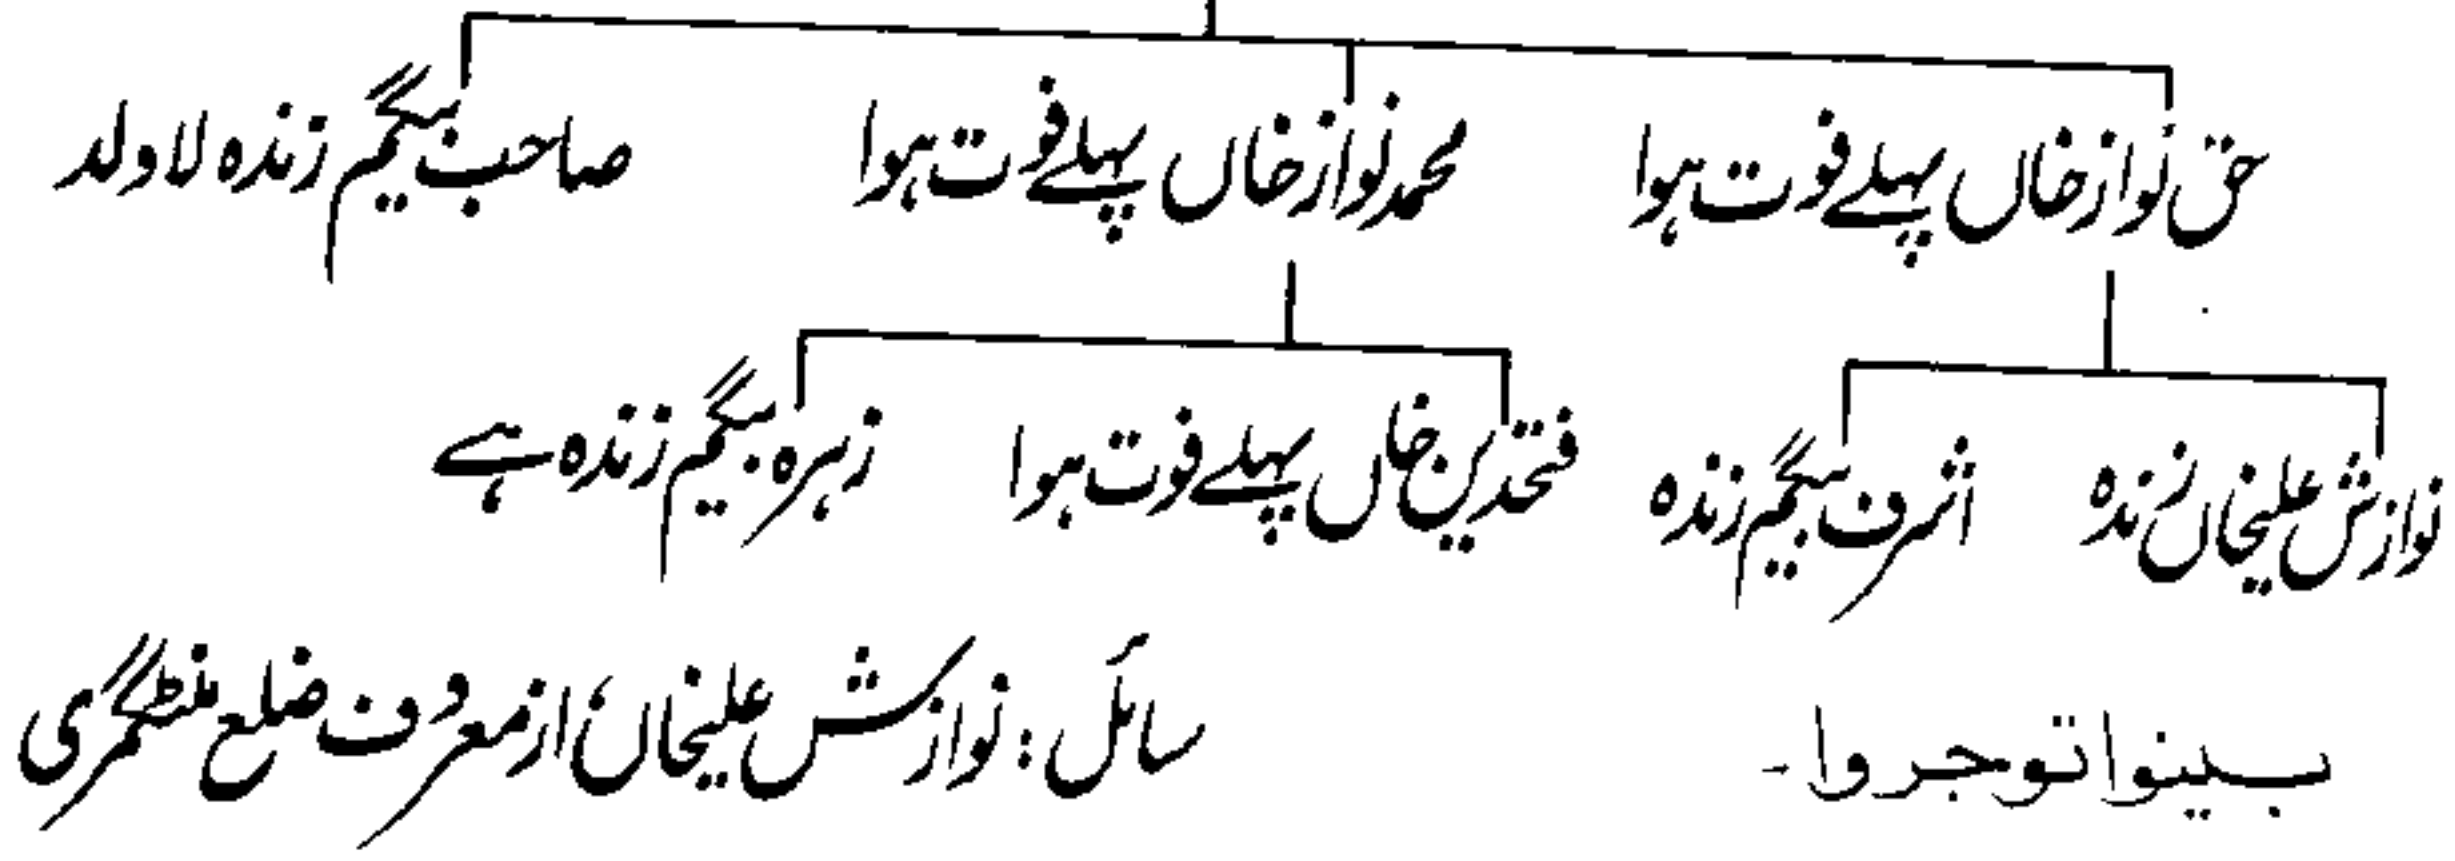 حق نواز خاں پہلے فوت ہوا محمد نواز خاں پہلے فوت ہوا صاحب بیگم زندہ لاولد
نوازش علیخاں زندہ اشرف بیگم زندہ فتحدین خاں پہلے فوت ہوا زہرہ بیگم زندہ ہے
بینوا توجروا۔ سائل: نوازش علیخاں، از معروف ضلع منٹگمری